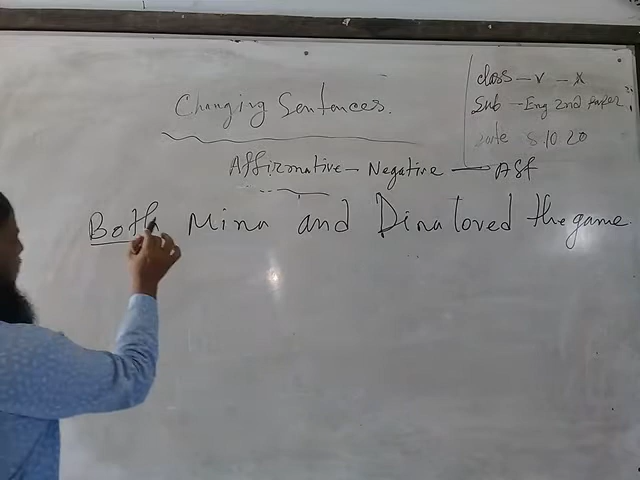 Changing Sentences.
class - V - X
Sub - Eng 2nd paper
Date 8.10.20
Affirmative - Negative - Asf
Both Mina and Dina loved the game.